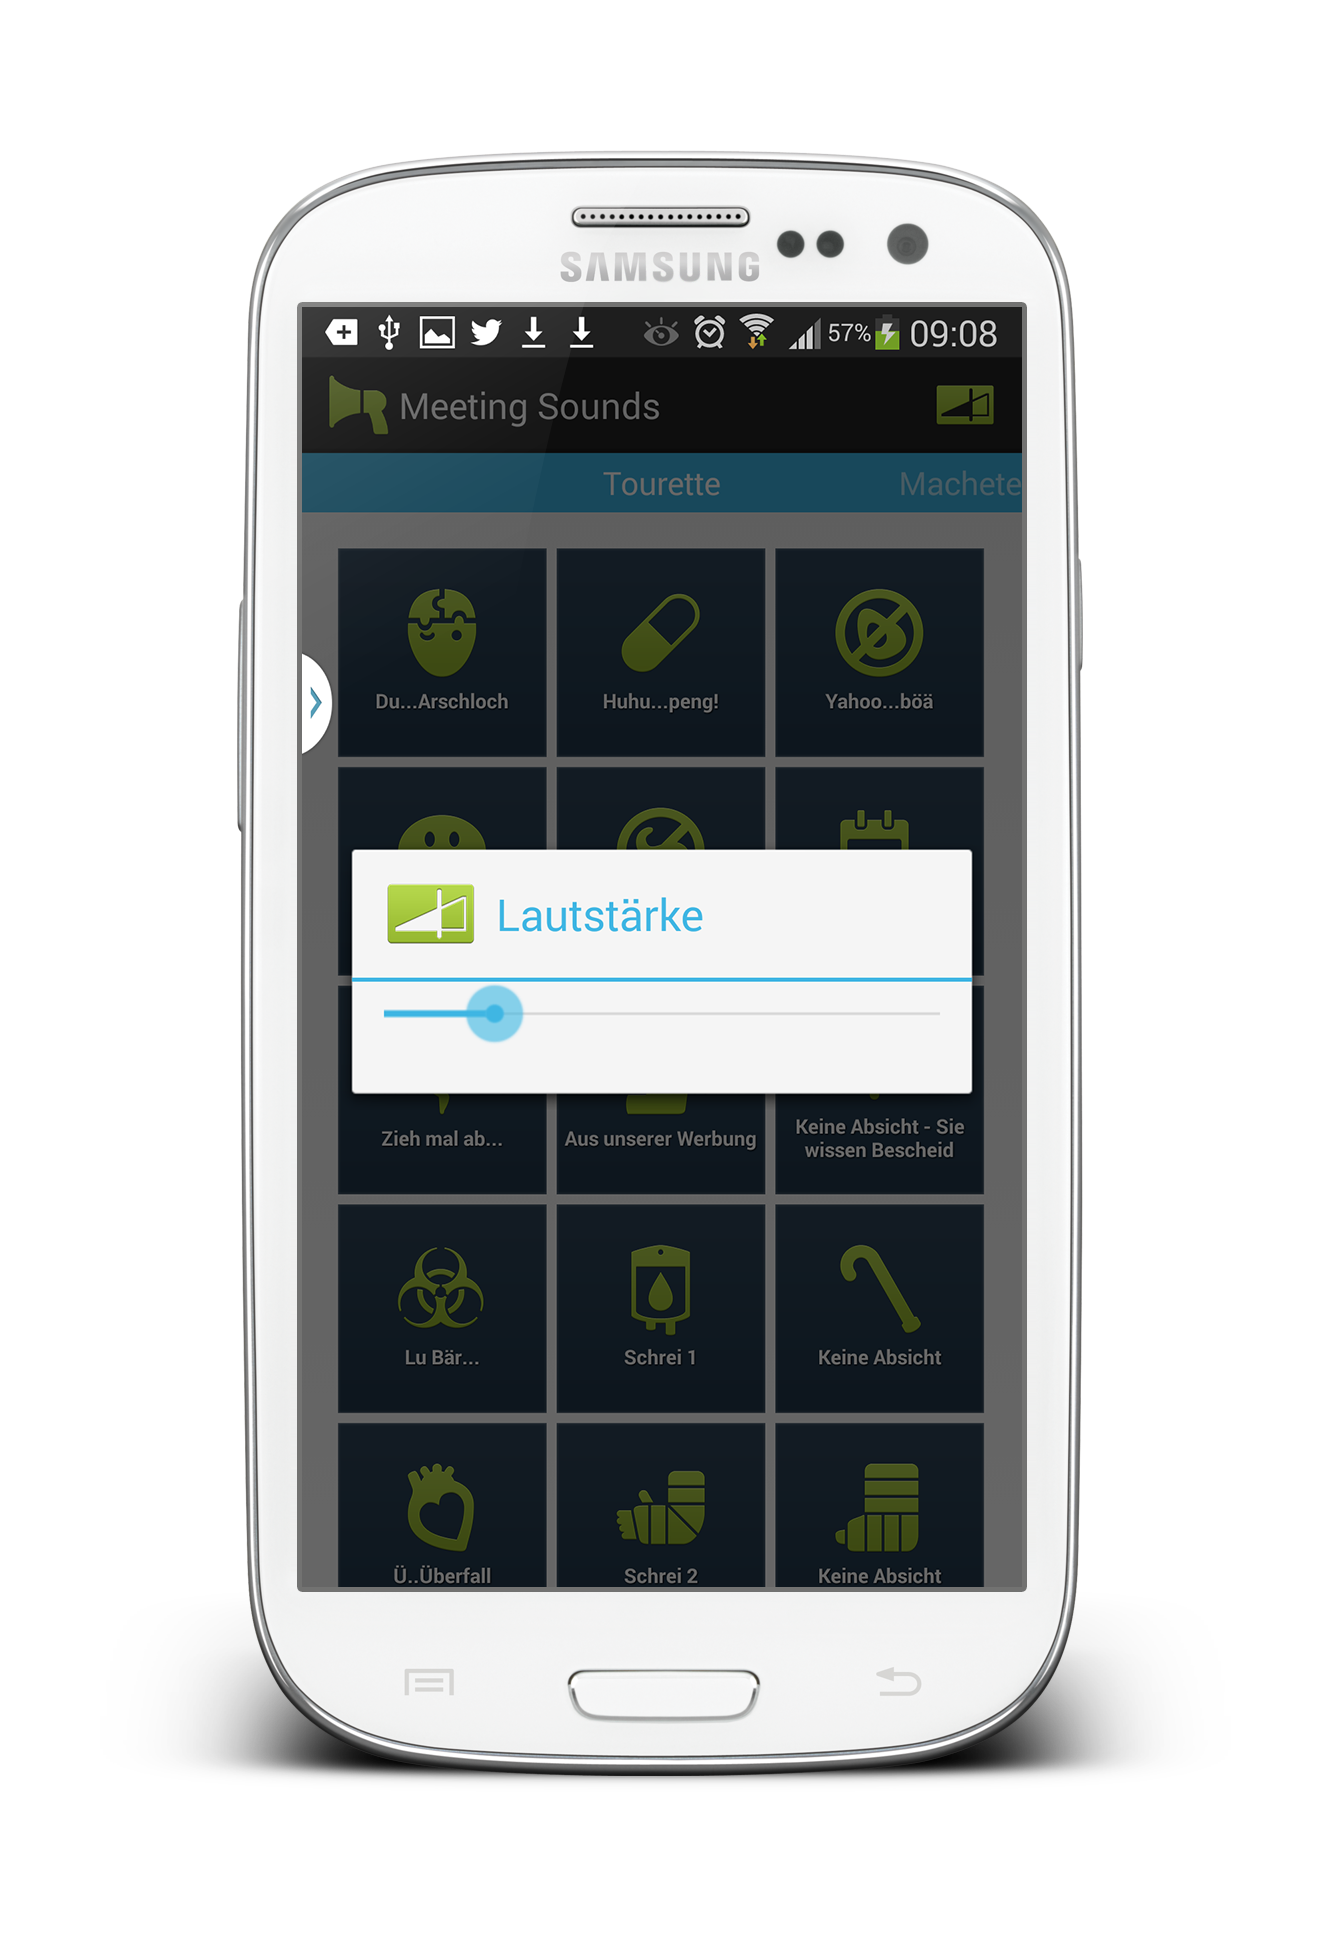 SAMSUNG
57% 09:08
Meeting Sounds
Tourette Machete
Du...Arschloch
Huhu...peng!
Yahoo...böä
Lautstärke
Zieh mal ab...
Aus unserer Werbung
Keine Absicht - Sie
wissen Bescheid
Lu Bär...
Schrei 1
Keine Absicht
Ü..Überfall
Schrei 2
Keine Absicht